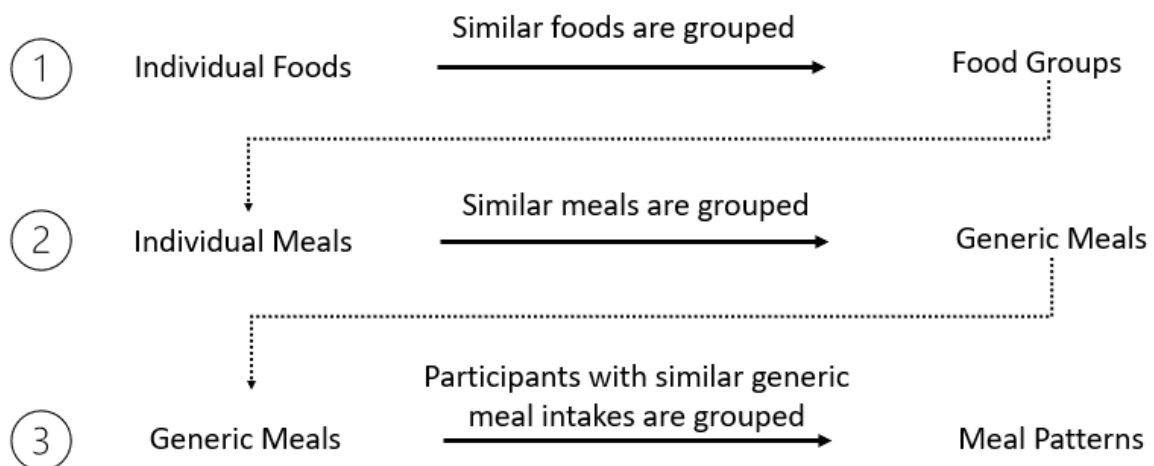 Similar foods are grouped
1 Individual Foods Food Groups
Similar meals are grouped
2 Individual Meals Generic Meals
Participants with similar generic
meal intakes are grouped
3 Generic Meals Meal Patterns